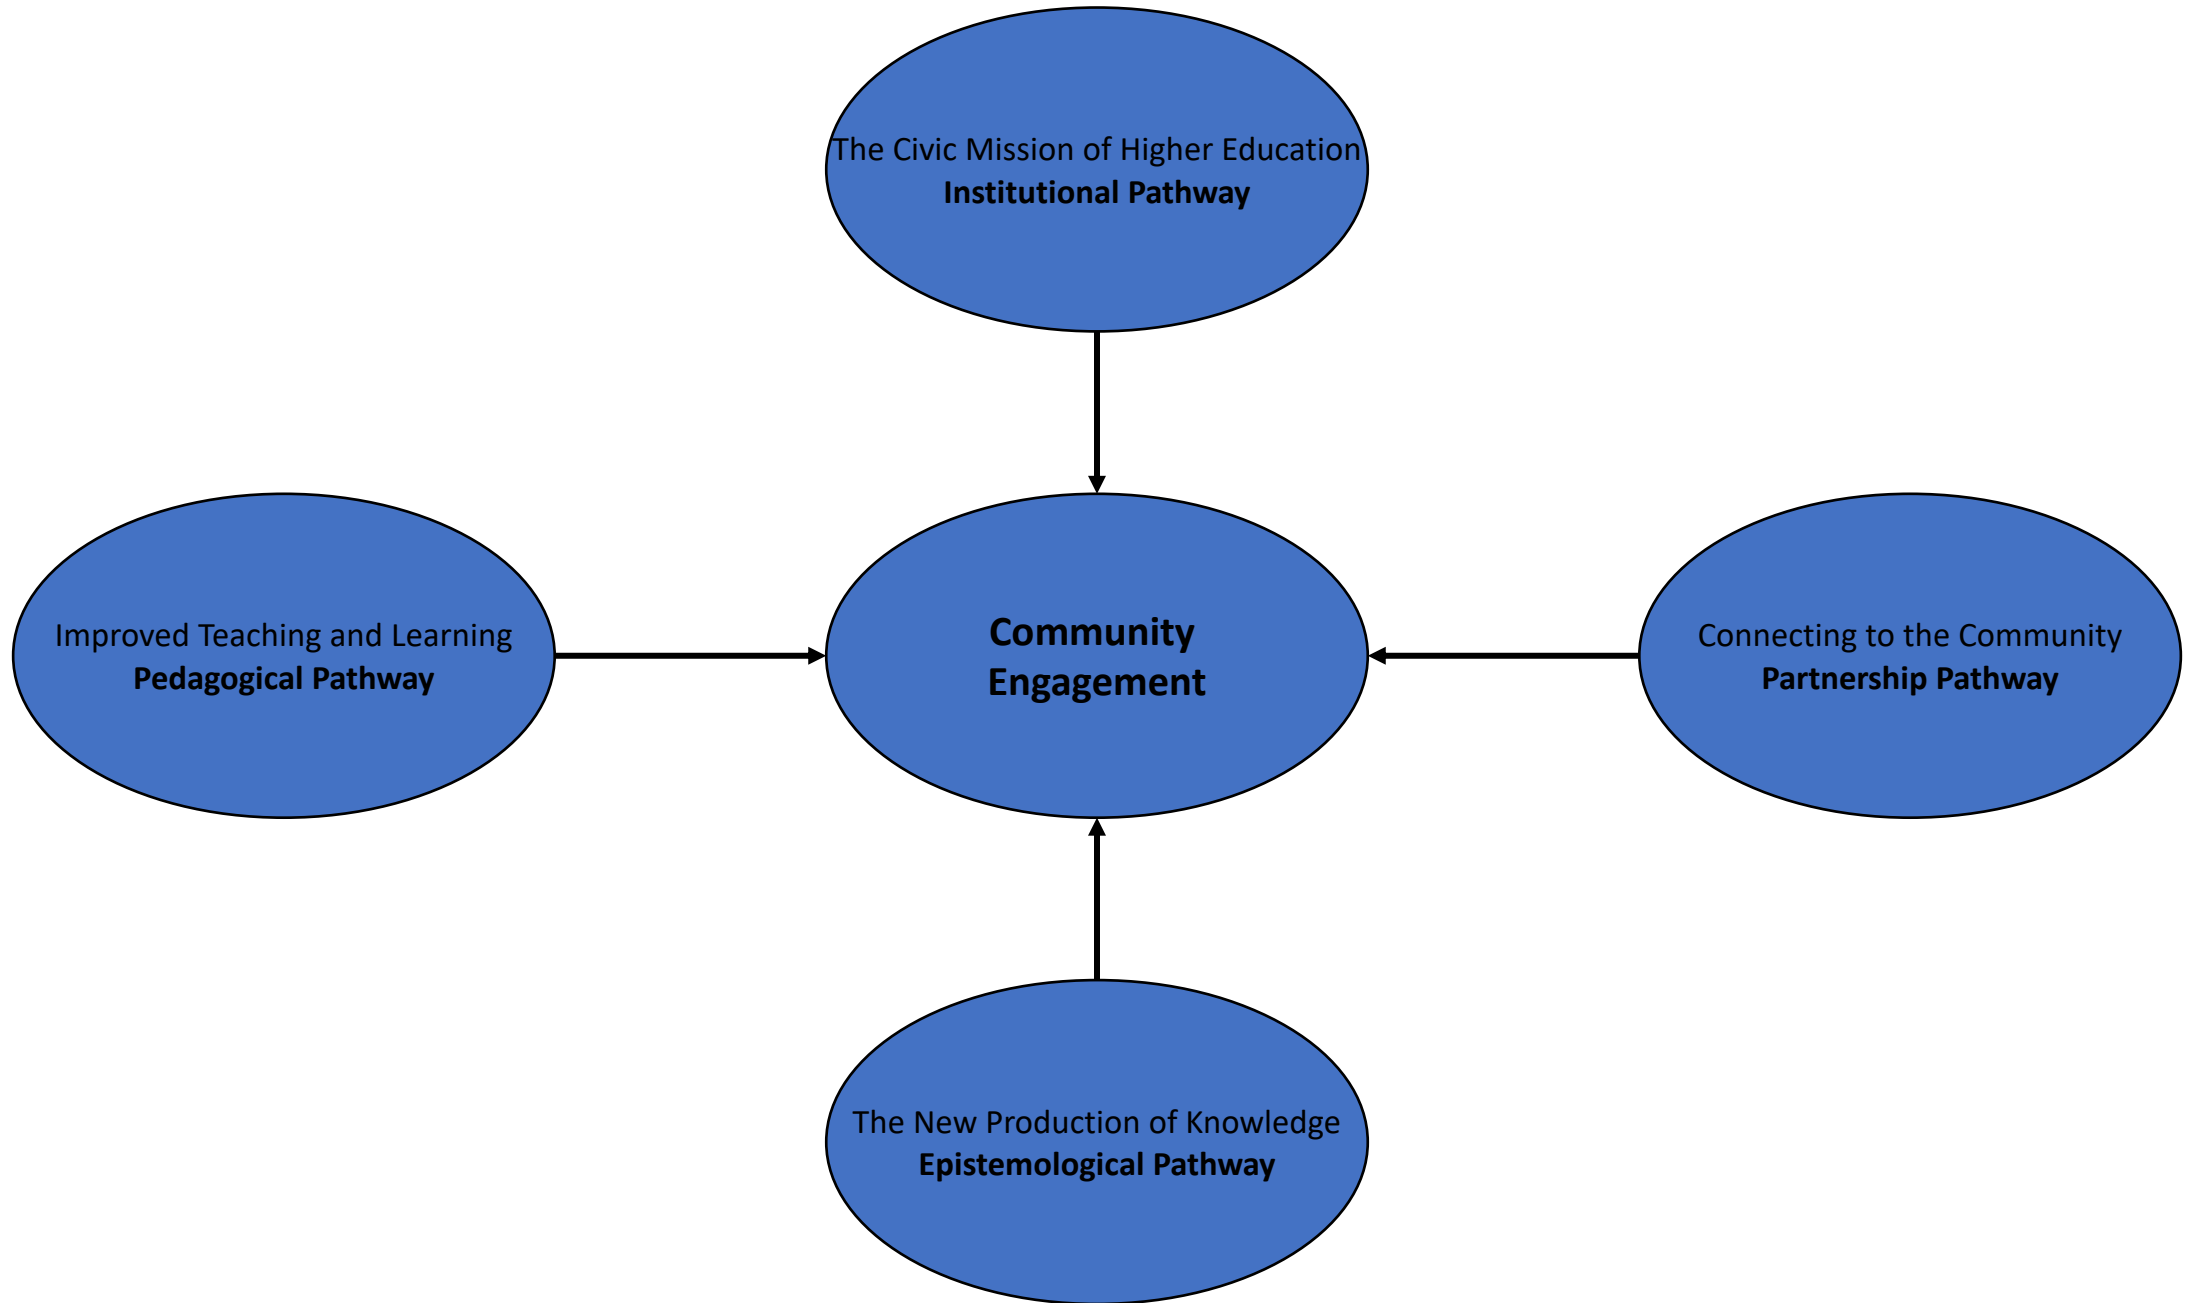 The Civic Mission of Higher Education
Institutional Pathway
Improved Teaching and Learning
Pedagogical Pathway
Community
Engagement
Connecting to the Community
Partnership Pathway
The New Production of Knowledge
Epistemological Pathway